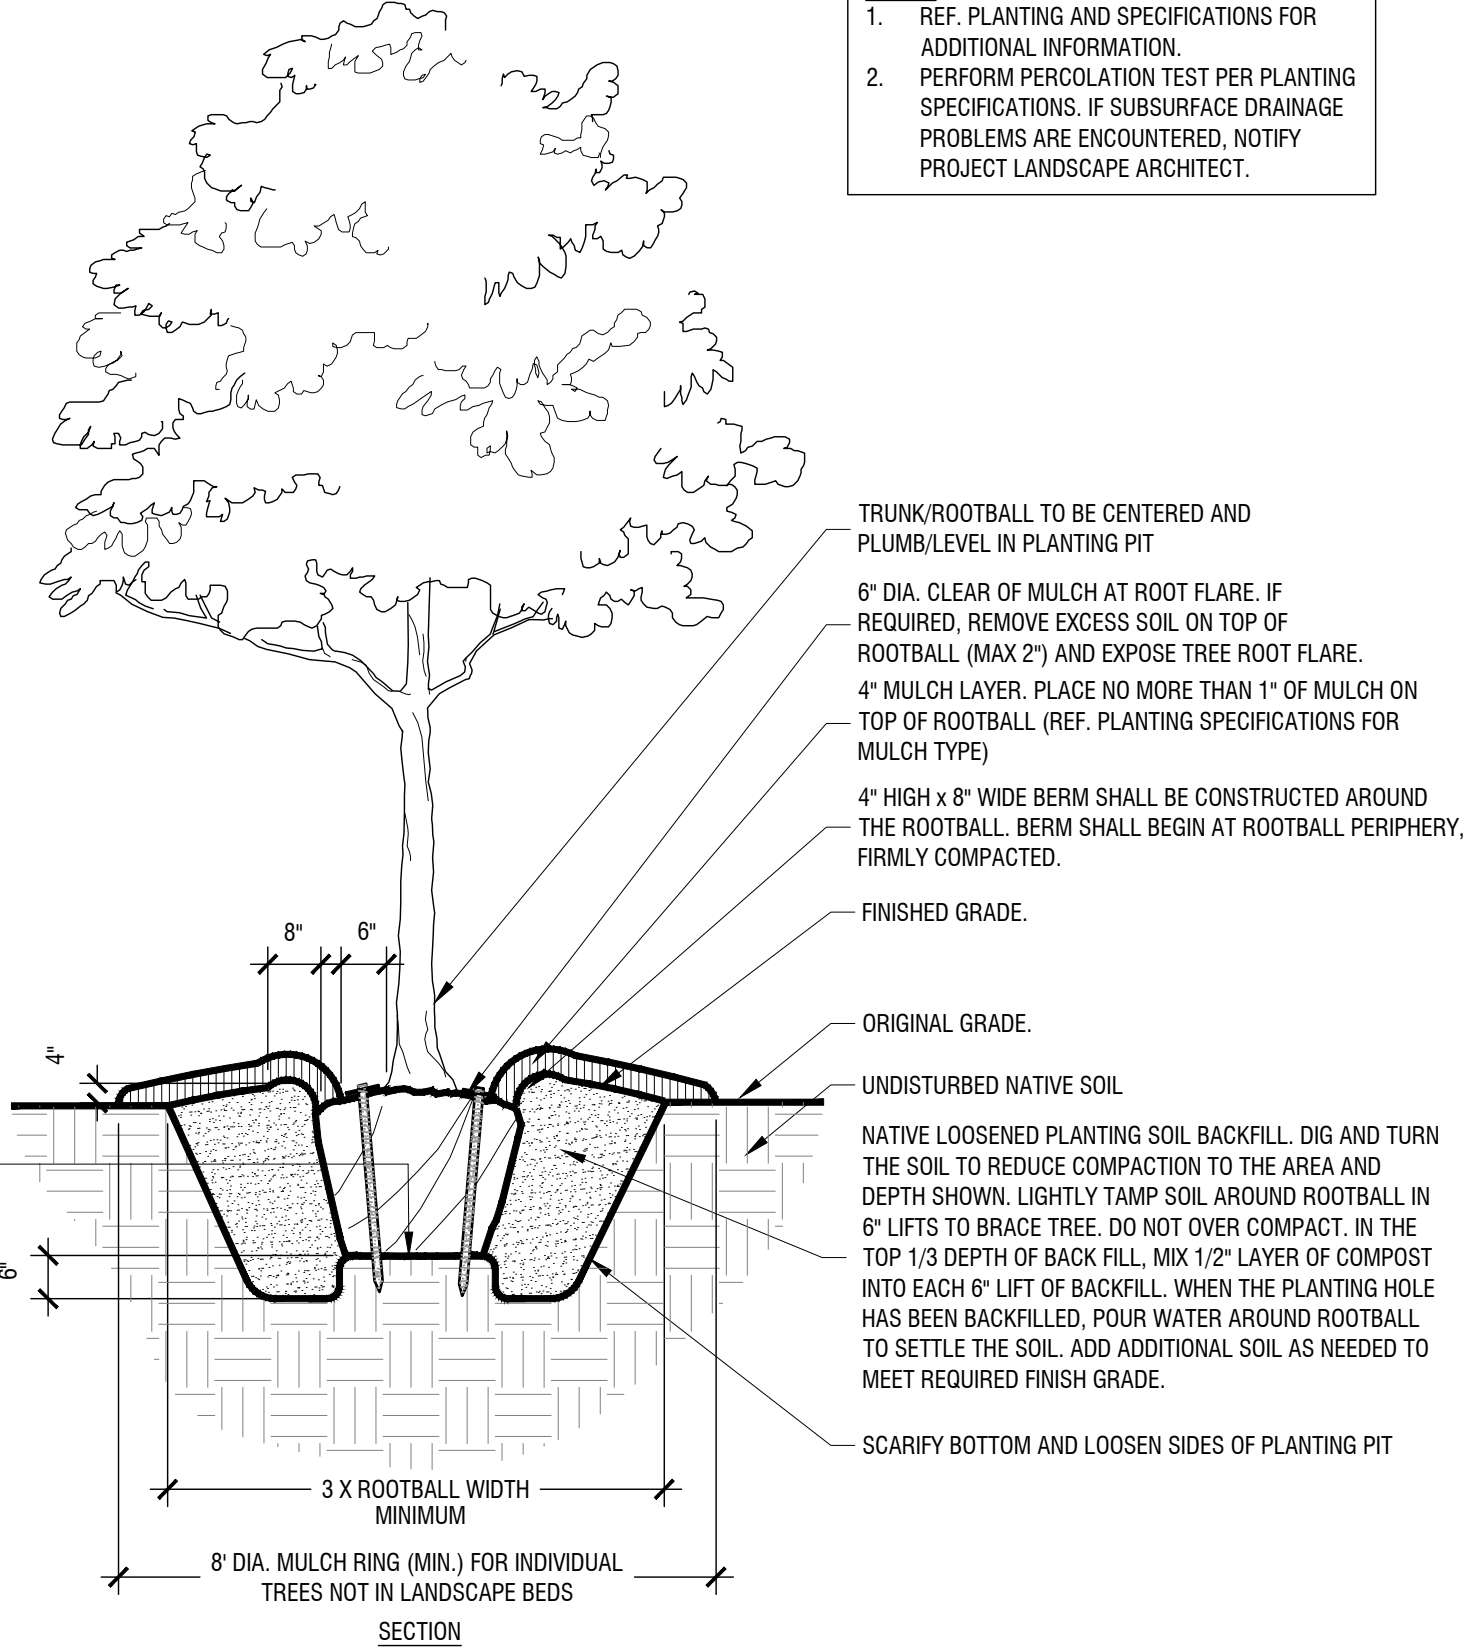 1. REF. PLANTING AND SPECIFICATIONS FOR
ADDITIONAL INFORMATION.
2. PERFORM PERCOLATION TEST PER PLANTING
SPECIFICATIONS. IF SUBSURFACE DRAINAGE
PROBLEMS ARE ENCOUNTERED, NOTIFY
PROJECT LANDSCAPE ARCHITECT.
TRUNK/ROOTBALL TO BE CENTERED AND
PLUMB/LEVEL IN PLANTING PIT
6" DIA. CLEAR OF MULCH AT ROOT FLARE. IF
REQUIRED, REMOVE EXCESS SOIL ON TOP OF
ROOTBALL (MAX 2") AND EXPOSE TREE ROOT FLARE.
4" MULCH LAYER. PLACE NO MORE THAN 1" OF MULCH ON
TOP OF ROOTBALL (REF. PLANTING SPECIFICATIONS FOR
MULCH TYPE)
4" HIGH x 8" WIDE BERM SHALL BE CONSTRUCTED AROUND
THE ROOTBALL. BERM SHALL BEGIN AT ROOTBALL PERIPHERY,
FIRMLY COMPACTED.
FINISHED GRADE.
8" 6"
ORIGINAL GRADE.
4"
UNDISTURBED NATIVE SOIL
NATIVE LOOSENED PLANTING SOIL BACKFILL. DIG AND TURN
THE SOIL TO REDUCE COMPACTION TO THE AREA AND
DEPTH SHOWN. LIGHTLY TAMP SOIL AROUND ROOTBALL IN
6" LIFTS TO BRACE TREE. DO NOT OVER COMPACT. IN THE
TOP 1/3 DEPTH OF BACK FILL, MIX 1/2" LAYER OF COMPOST
INTO EACH 6" LIFT OF BACKFILL. WHEN THE PLANTING HOLE
HAS BEEN BACKFILLED, POUR WATER AROUND ROOTBALL
TO SETTLE THE SOIL. ADD ADDITIONAL SOIL AS NEEDED TO
MEET REQUIRED FINISH GRADE.
6"
SCARIFY BOTTOM AND LOOSEN SIDES OF PLANTING PIT
3 X ROOTBALL WIDTH
MINIMUM
8' DIA. MULCH RING (MIN.) FOR INDIVIDUAL
TREES NOT IN LANDSCAPE BEDS
SECTION